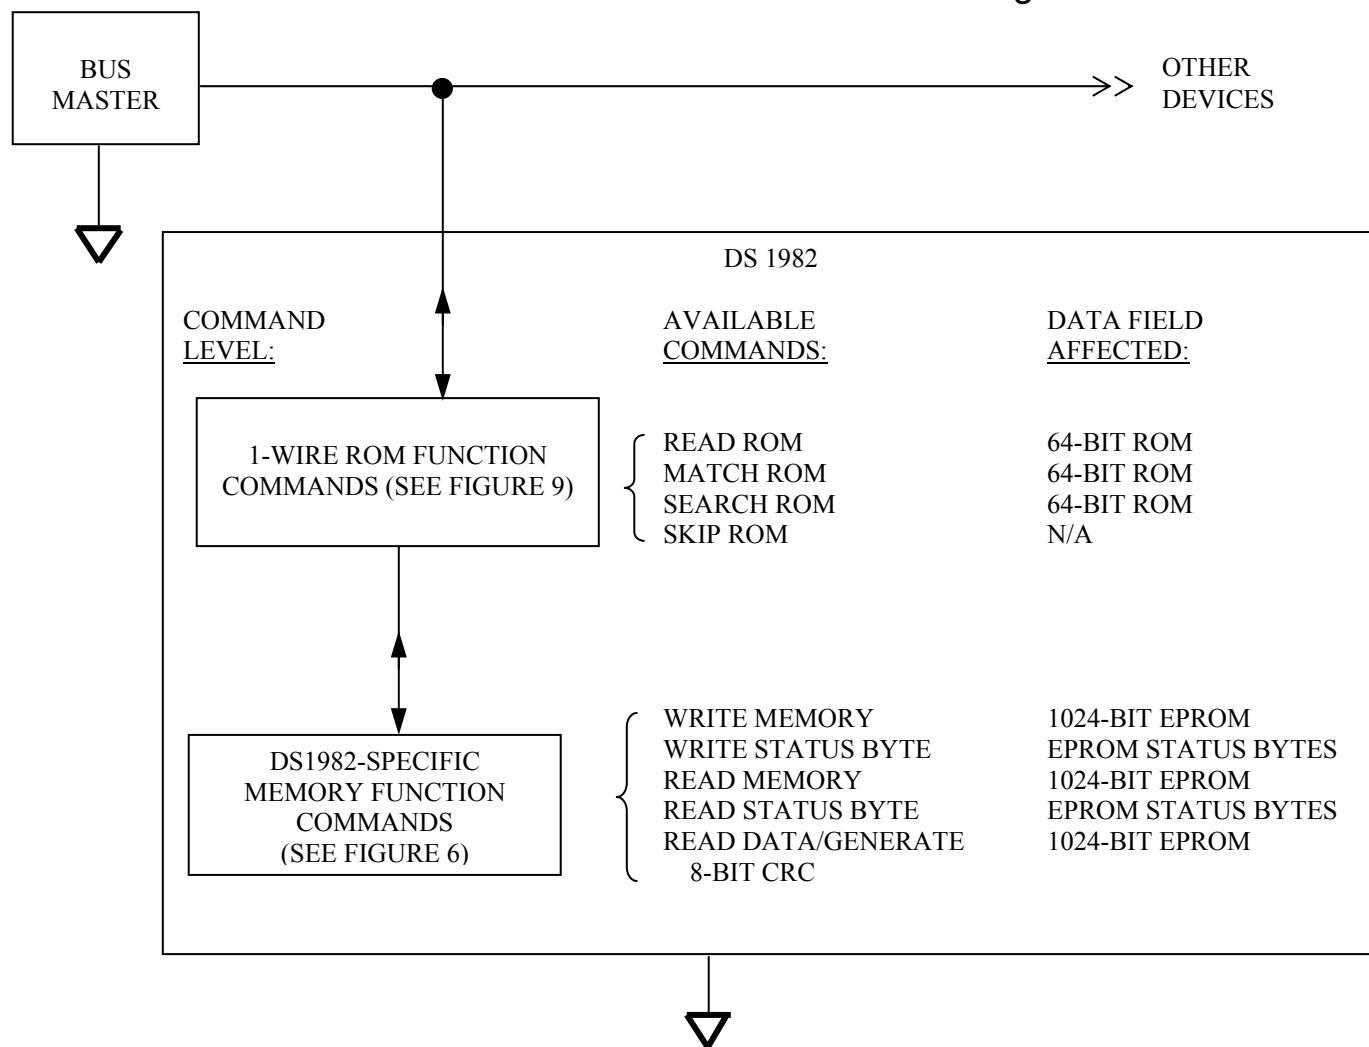 BUS
MASTER
OTHER
DEVICES
DS 1982
COMMAND
LEVEL:
AVAILABLE
COMMANDS:
DATA FIELD
AFFECTED:
1-WIRE ROM FUNCTION
COMMANDS (SEE FIGURE 9)
READ ROM 64-BIT ROM
MATCH ROM 64-BIT ROM
SEARCH ROM 64-BIT ROM
SKIP ROM N/A
DS1982-SPECIFIC
MEMORY FUNCTION
COMMANDS
(SEE FIGURE 6)
WRITE MEMORY 1024-BIT EPROM
WRITE STATUS BYTE EPROM STATUS BYTES
READ MEMORY 1024-BIT EPROM
READ STATUS BYTE EPROM STATUS BYTES
READ DATA/GENERATE 1024-BIT EPROM
8-BIT CRC